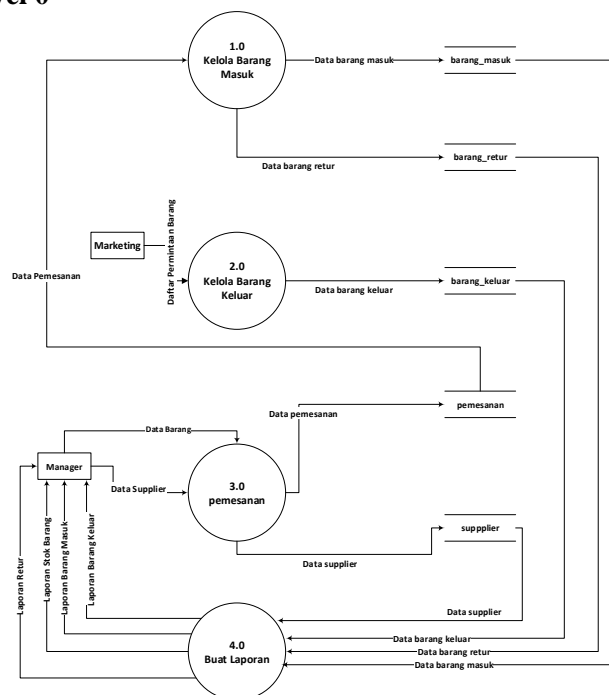 1.0
Kelola Barang
Masuk
Data barang masuk
barang_masuk
Data barang retur
barang_retur
Marketing
Daftar Permintaan Barang
2.0
Kelola Barang
Keluar
Data Pemesanan
Data barang keluar
barang_keluar
Data pemesanan
pemesanan
Data Barang
Manager
Data Supplier
3.0
pemesanan
suppplier
Data supplier
Laporan Retur
Laporan Stok Barang
Laporan Barang Masuk
Laporan Barang Keluar
Data supplier
4.0
Buat Laporan
Data barang keluar
Data barang retur
Data barang masuk